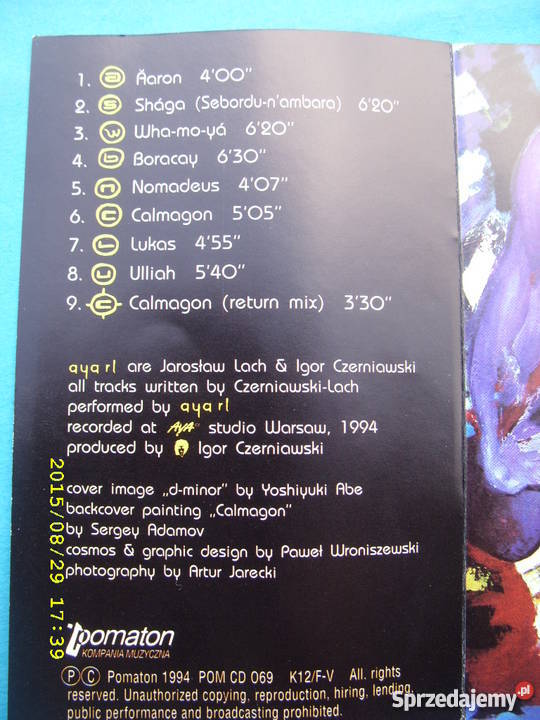 1. a Äaron 4'00"
2. s Shága (Sebordu-n'ambara) 6'20"
3. w Wha-mo-yá 6'20"
4. b Boracay 6'30"
5. n Nomadeus 4'07"
6. c Calmagon 5'05"
7. L Lukas 4'55"
8. u Ulliah 5'40"
9. c Calmagon (return mix) 3'30"
aya rl are Jarosław Lach & Igor Czerniawski
all tracks written by Czerniawski-Lach
performed by aya rl
recorded at AYA studio Warsaw, 1994
produced by Igor Czerniawski
cover image „d-minor" by Yoshiyuki Abe
backcover painting „Calmagon"
by Sergey Adamov
cosmos & graphic design by Paweł Wroniszewski
photography by Artur Jarecki
pomaton
KOMPANIA MUZYCZNA
Ⓟ Ⓒ Pomaton 1994 POM CD 069 K12/F-V All. rights
reserved. Unauthorized copying, reproduction, hiring, lending,
public performance and broadcasting prohibited.
2015/08/29 17:39
Sprzedajemy.pl